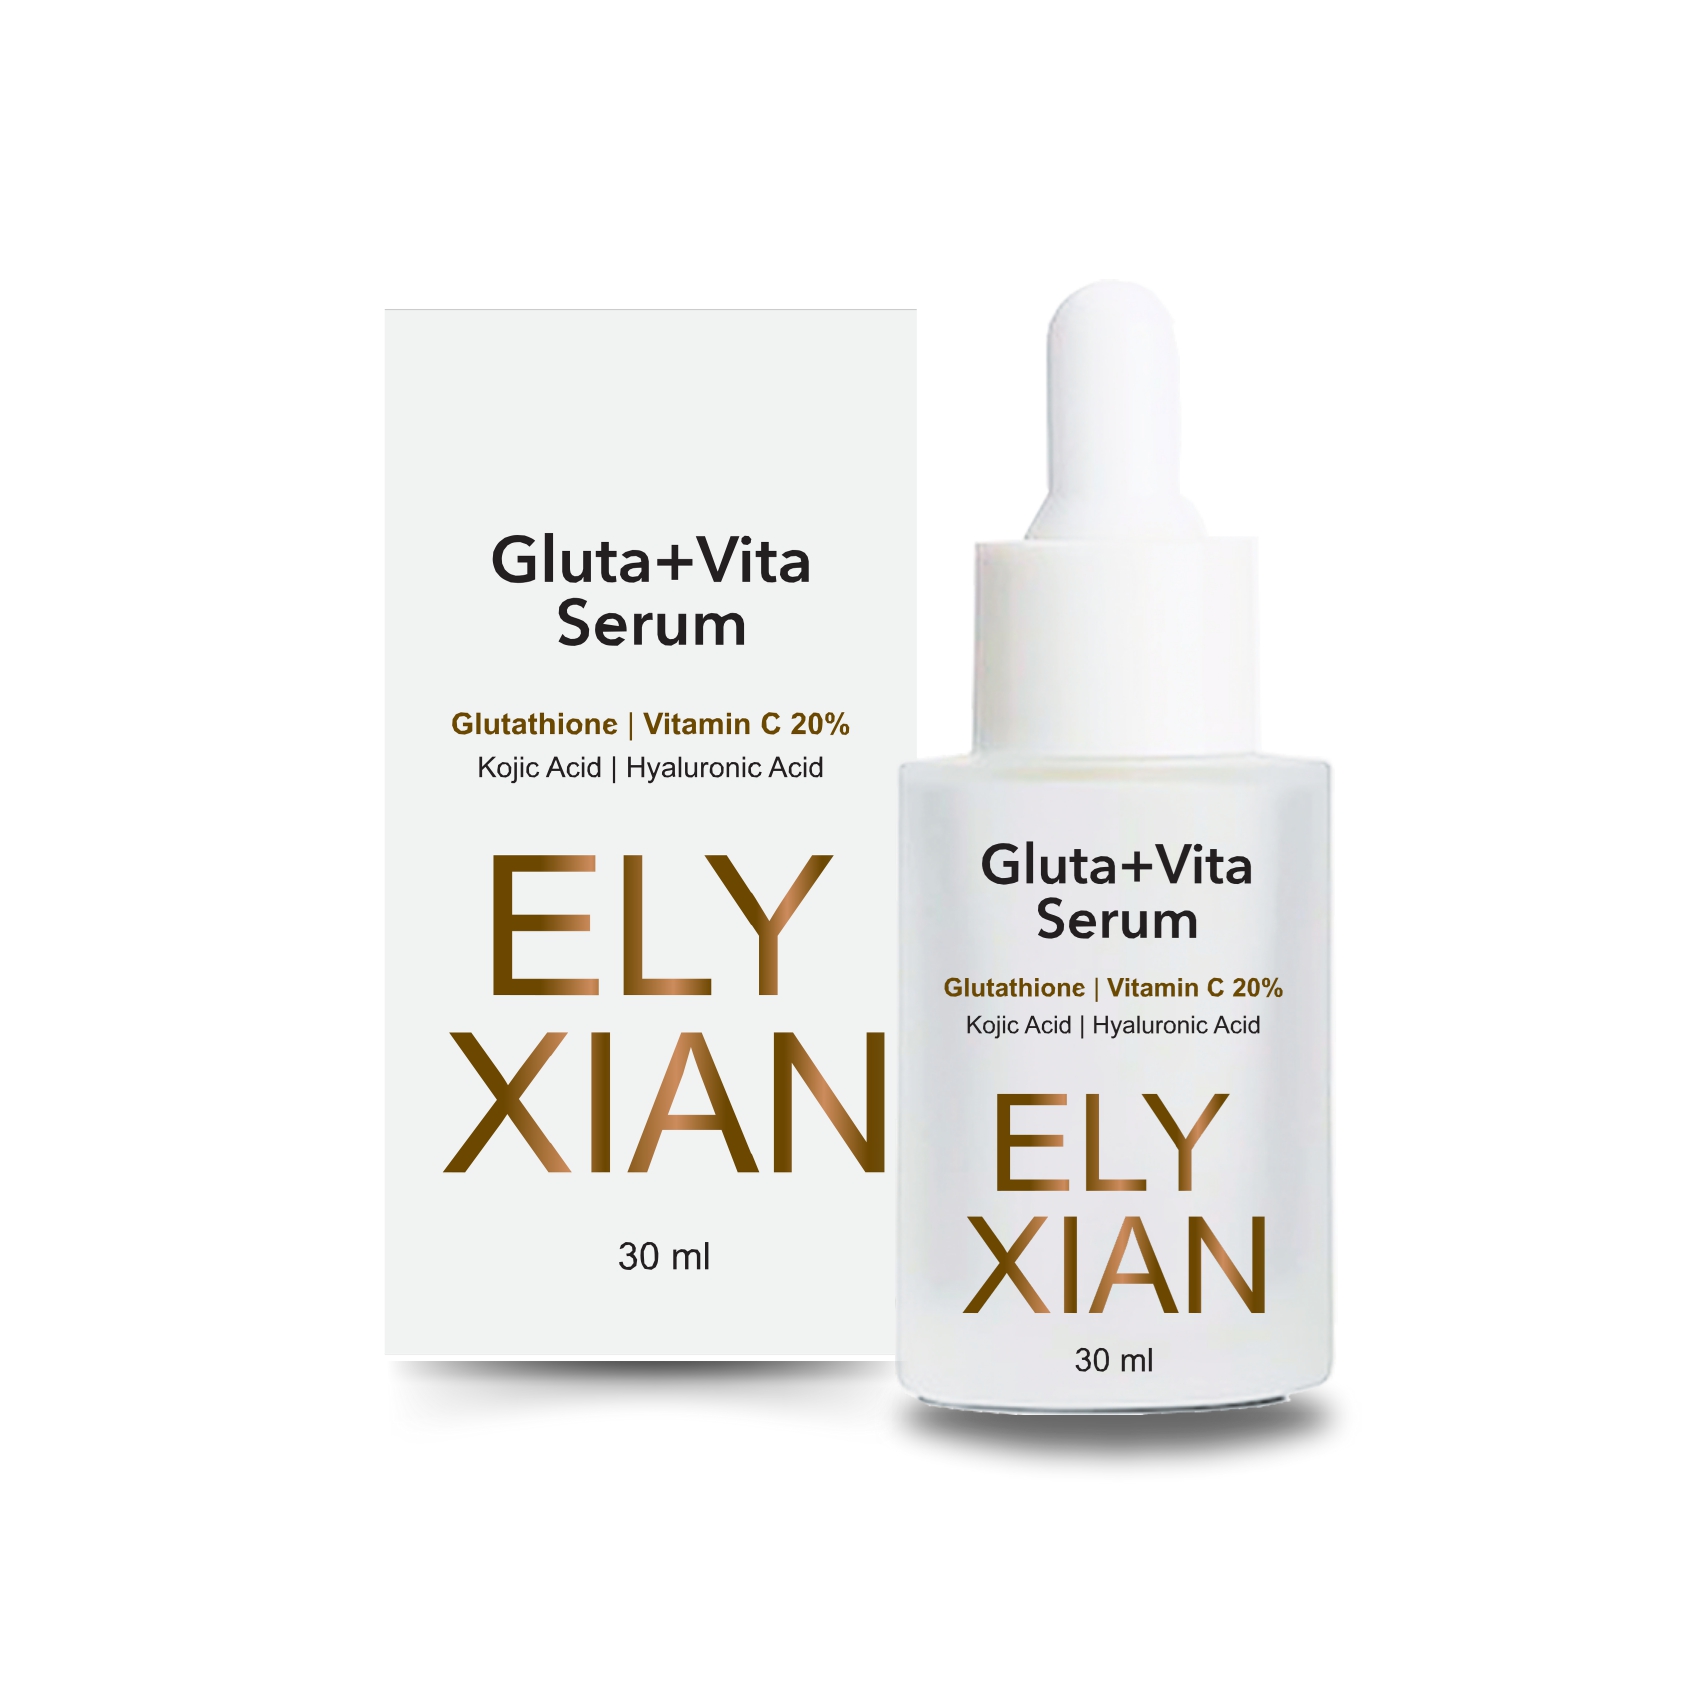 Gluta+Vita
Serum
Glutathione | Vitamin C 20%
Kojic Acid | Hyaluronic Acid
ELY
XIAN
30 ml
Gluta+Vita
Serum
Glutathione | Vitamin C 20%
Kojic Acid | Hyaluronic Acid
ELY
XIAN
30 ml